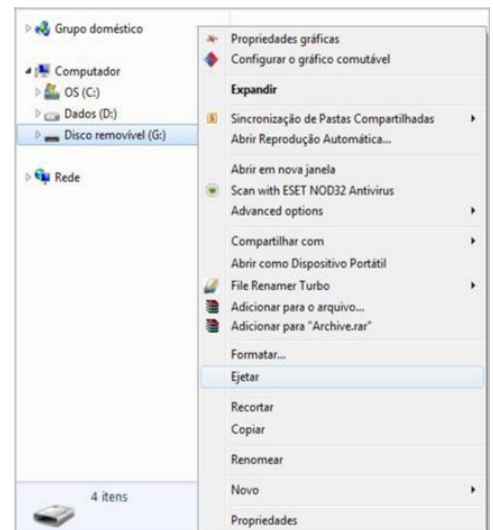 Grupo doméstico
Computador
OS (C:)
Dados (D:)
Disco removível (G:)
Rede
4 itens
Propriedades gráficas
Configurar o gráfico comutável
Expandir
Sincronização de Pastas Compartilhadas
Abrir Reprodução Automática...
Abrir em nova janela
Scan with ESET NOD32 Antivirus
Advanced options
Compartilhar com
Abrir como Dispositivo Portátil
File Renamer Turbo
Adicionar para o arquivo...
Adicionar para "Archive.rar"
Formatar...
Ejetar
Recortar
Copiar
Renomear
Novo
Propriedades